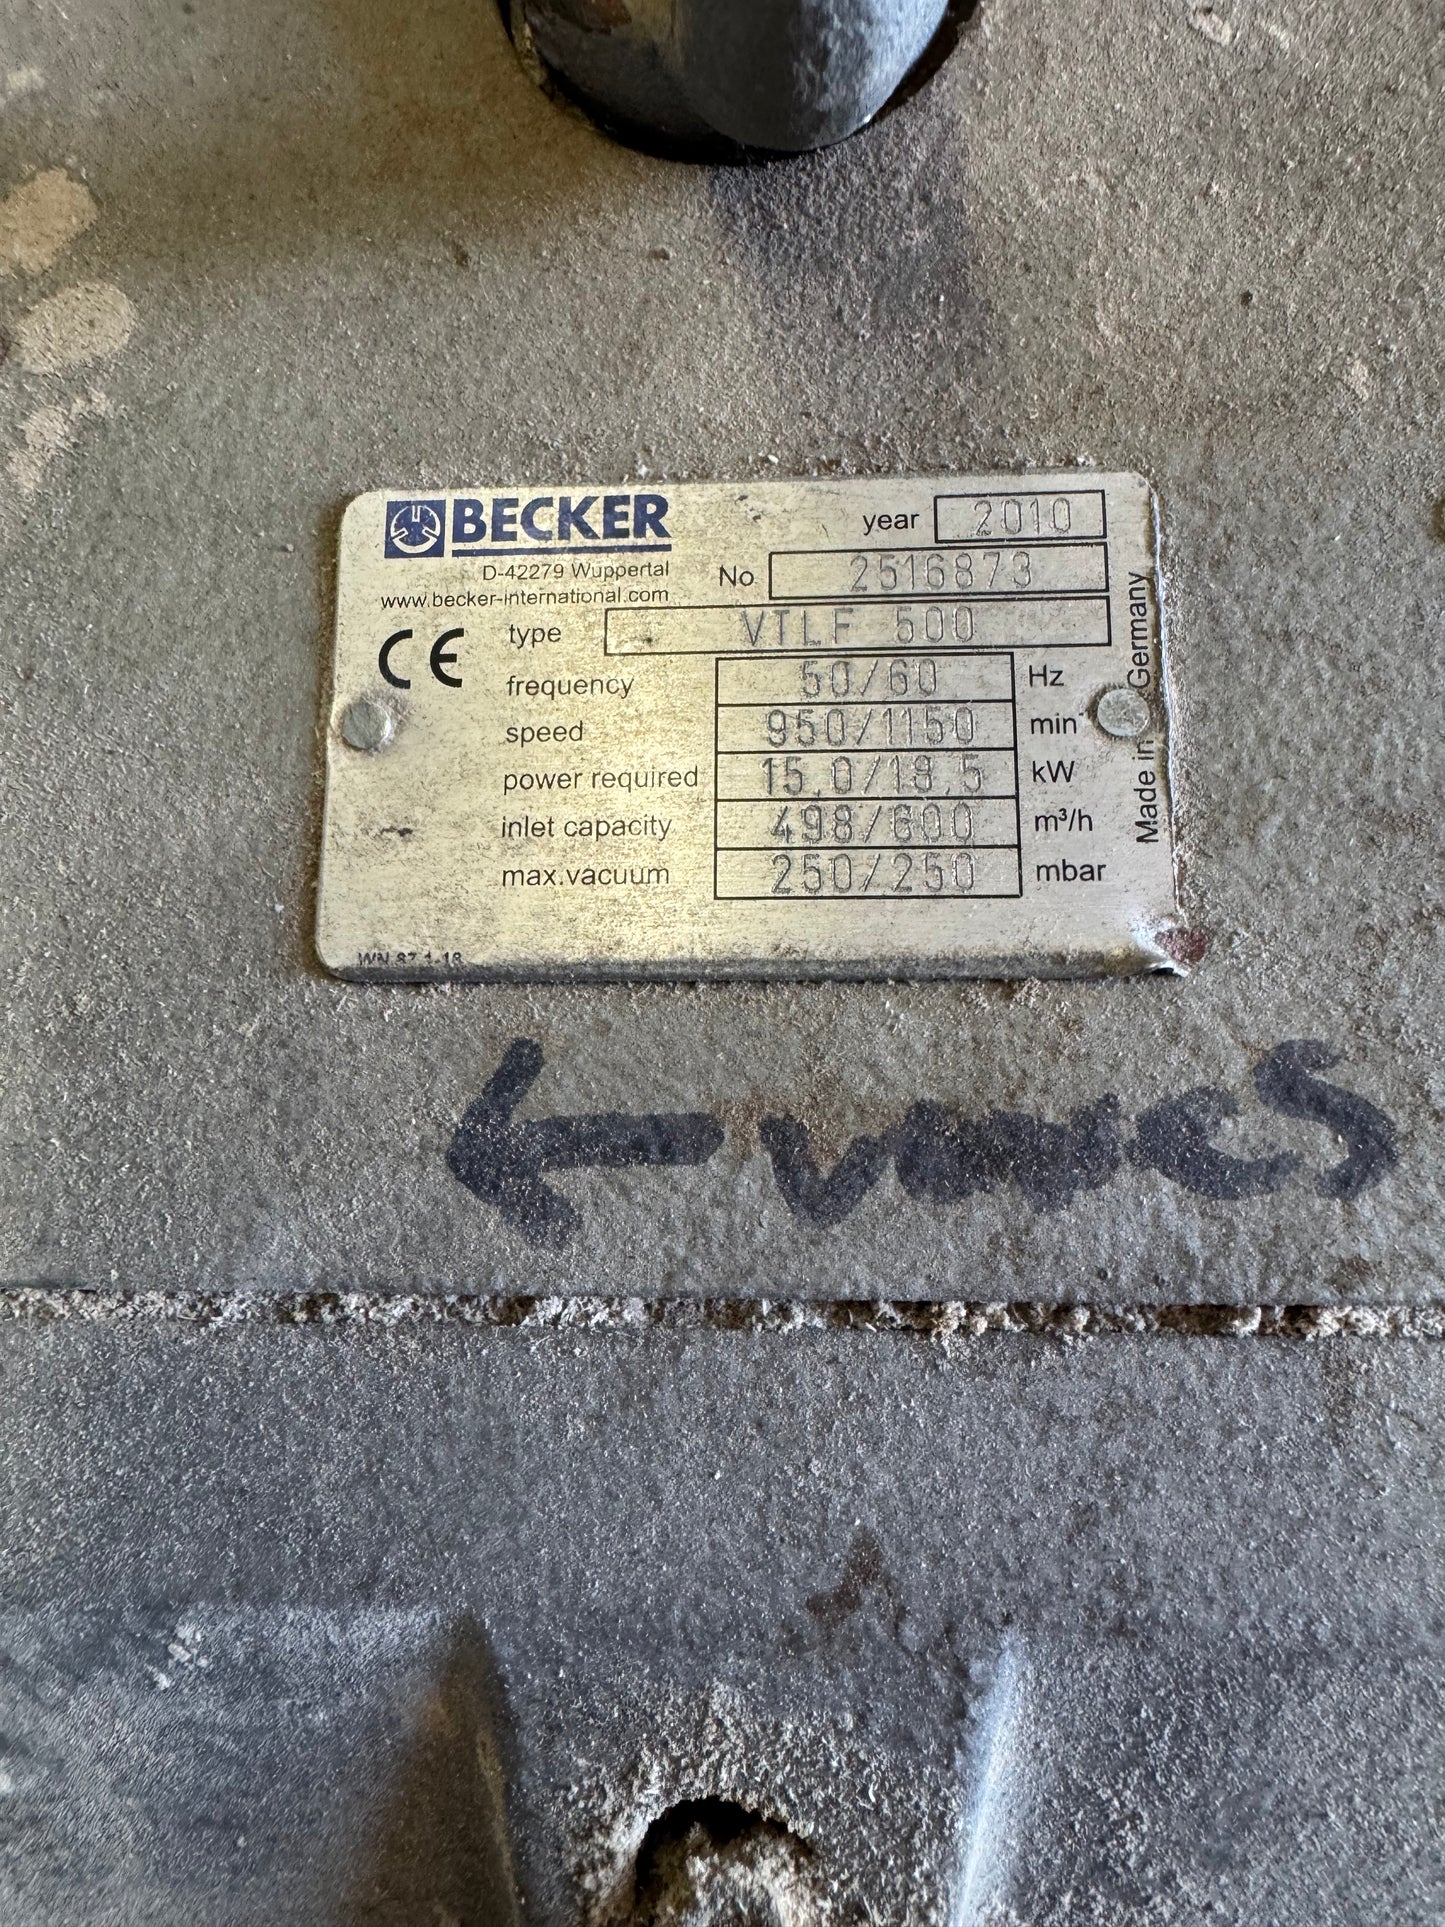 BECKER
year 2010
D-42279 Wuppertal
No 2516873
www.becker-international.com
CE type VTLF 500
frequency 50/60 Hz
speed 950/1150 min-
power required 15.0/18.5 kW
inlet capacity 498/600 m³/h
max.vacuum 250/250 mbar
Made in Germany
WN 87 1-18
← vanes